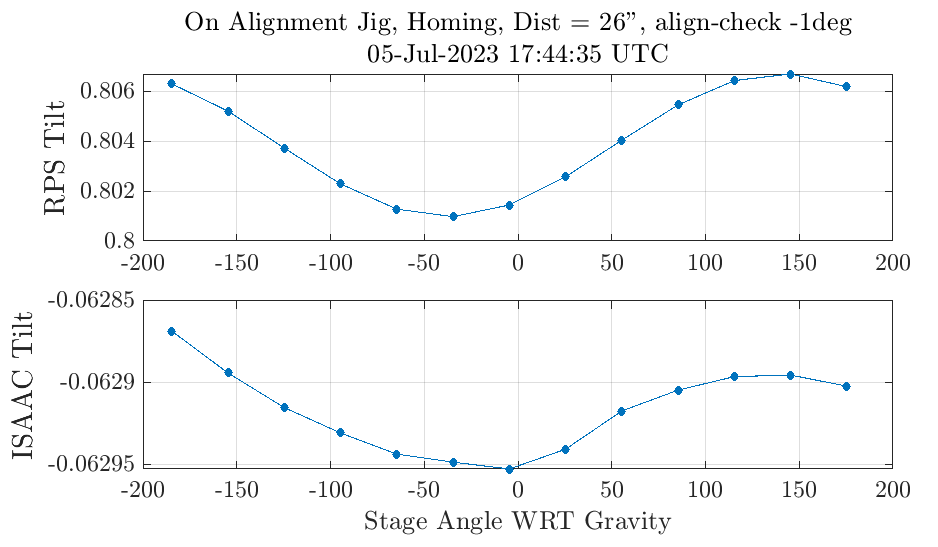 On Alignment Jig, Homing, Dist = 26”, align-check -1deg
05-Jul-2023 17:44:35 UTC
RPS Tilt
0.806
0.804
0.802
0.8
-200 -150 -100 -50 0 50 100 150 200
ISAAC Tilt
-0.06285
-0.0629
-0.06295
-200 -150 -100 -50 0 50 100 150 200
Stage Angle WRT Gravity